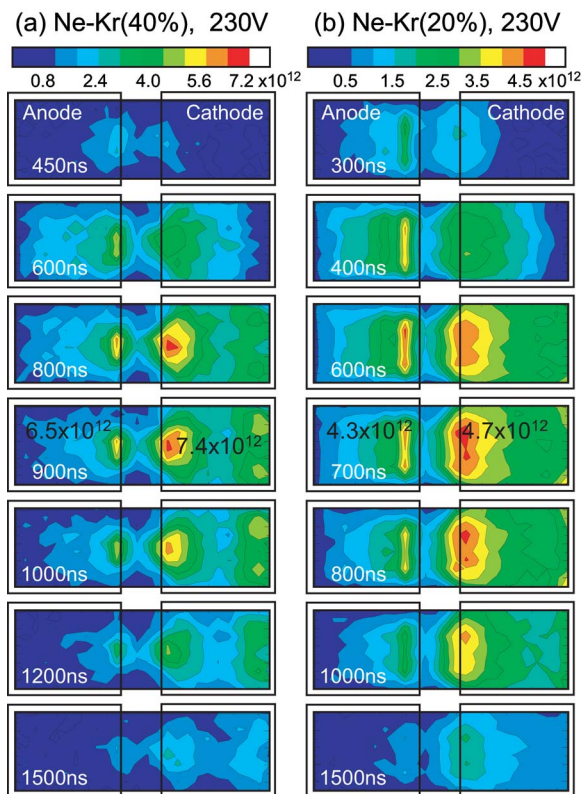 (a) Ne-Kr(40%), 230V
0.8 2.4 4.0 5.6 7.2 x10¹²
Anode Cathode
450ns
600ns
800ns
6.5x10¹²
7.4x10¹²
900ns
1000ns
1200ns
1500ns
(b) Ne-Kr(20%), 230V
0.5 1.5 2.5 3.5 4.5 x10¹²
Anode Cathode
300ns
400ns
600ns
4.3x10¹² 4.7x10¹²
700ns
800ns
1000ns
1500ns